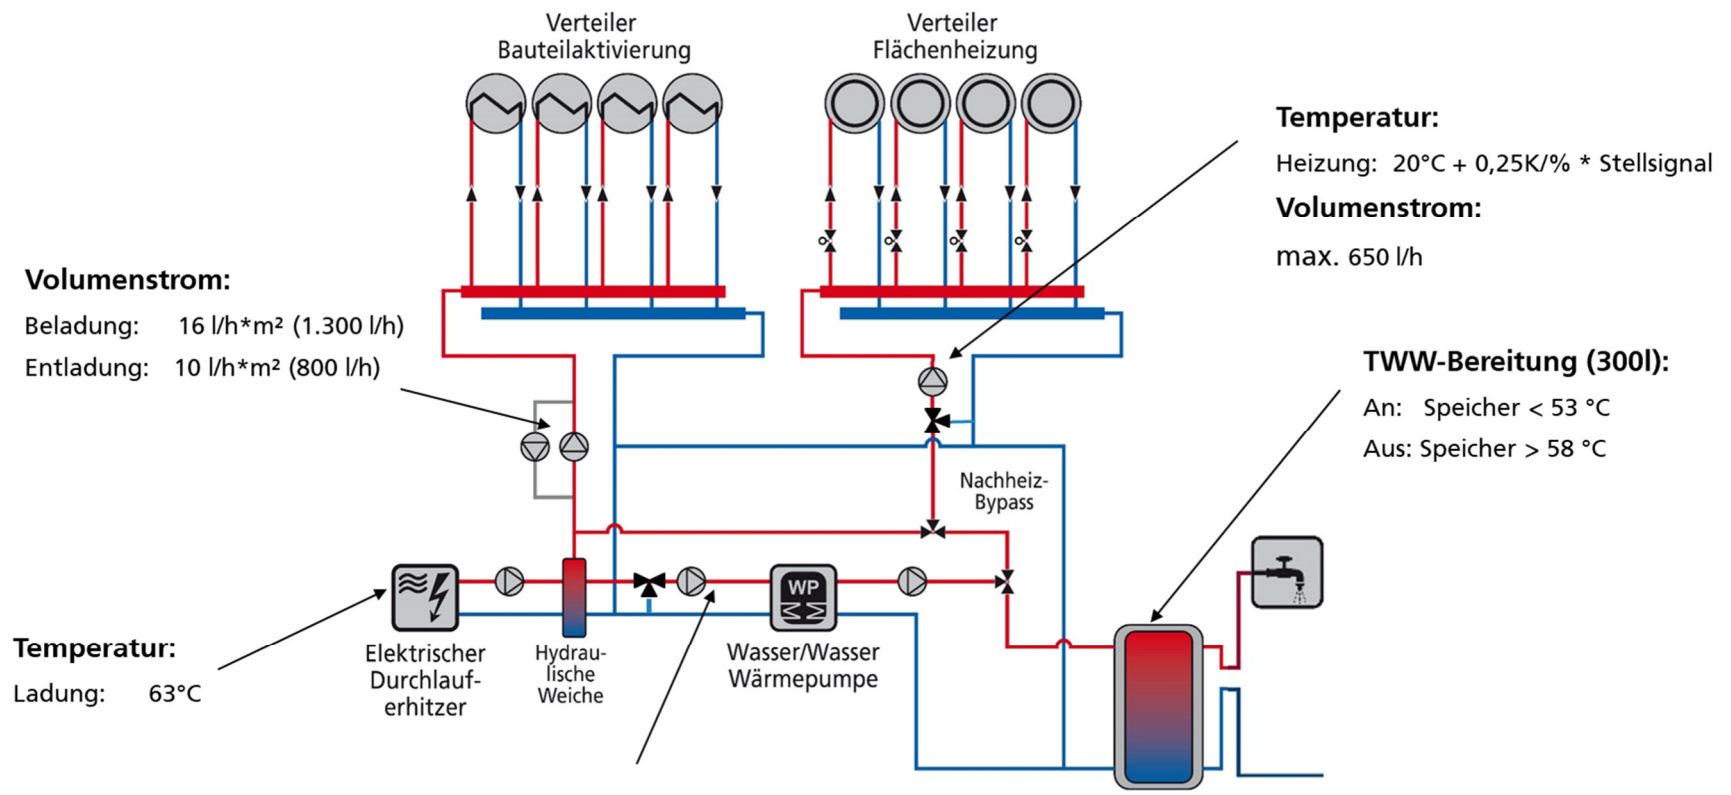 Verteiler
Bauteilaktivierung
Verteiler
Flächenheizung
Temperatur:
Heizung: 20°C + 0,25K/% * Stellsignal
Volumenstrom:
max. 650 l/h
Volumenstrom:
Beladung: 16 l/h*m² (1.300 l/h)
Entladung: 10 l/h*m² (800 l/h)
TWW-Bereitung (300l):
An: Speicher < 53 °C
Aus: Speicher > 58 °C
Nachheiz-
Bypass
WP
Temperatur:
Ladung: 63°C
Elektrischer
Durchlauf-
erhitzer
Hydrau-
lische
Weiche
Wasser/Wasser
Wärmepumpe